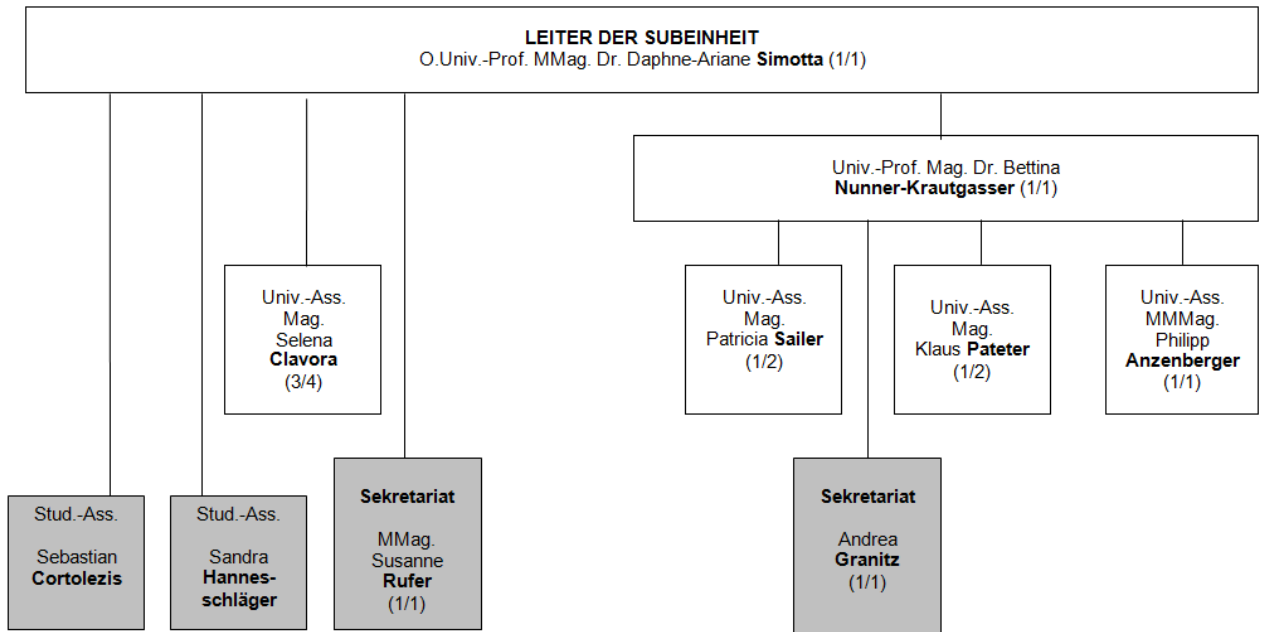 LEITER DER SUBEINHEIT
O.Univ.-Prof. MMag. Dr. Daphne-Ariane Simotta (1/1)
Univ.-Prof. Mag. Dr. Bettina
Nunner-Krautgasser (1/1)
Univ.-Ass.
Mag.
Selena
Clavora
(3/4)
Univ.-Ass.
Mag.
Patricia Sailer
(1/2)
Univ.-Ass.
Mag.
Klaus Pateter
(1/2)
Univ.-Ass.
MMMag.
Philipp
Anzenberger
(1/1)
Stud.-Ass.
Sebastian
Cortolezis
Stud.-Ass.
Sandra
Hannes-
schläger
Sekretariat
MMag.
Susanne
Rufer
(1/1)
Sekretariat
Andrea
Granitz
(1/1)